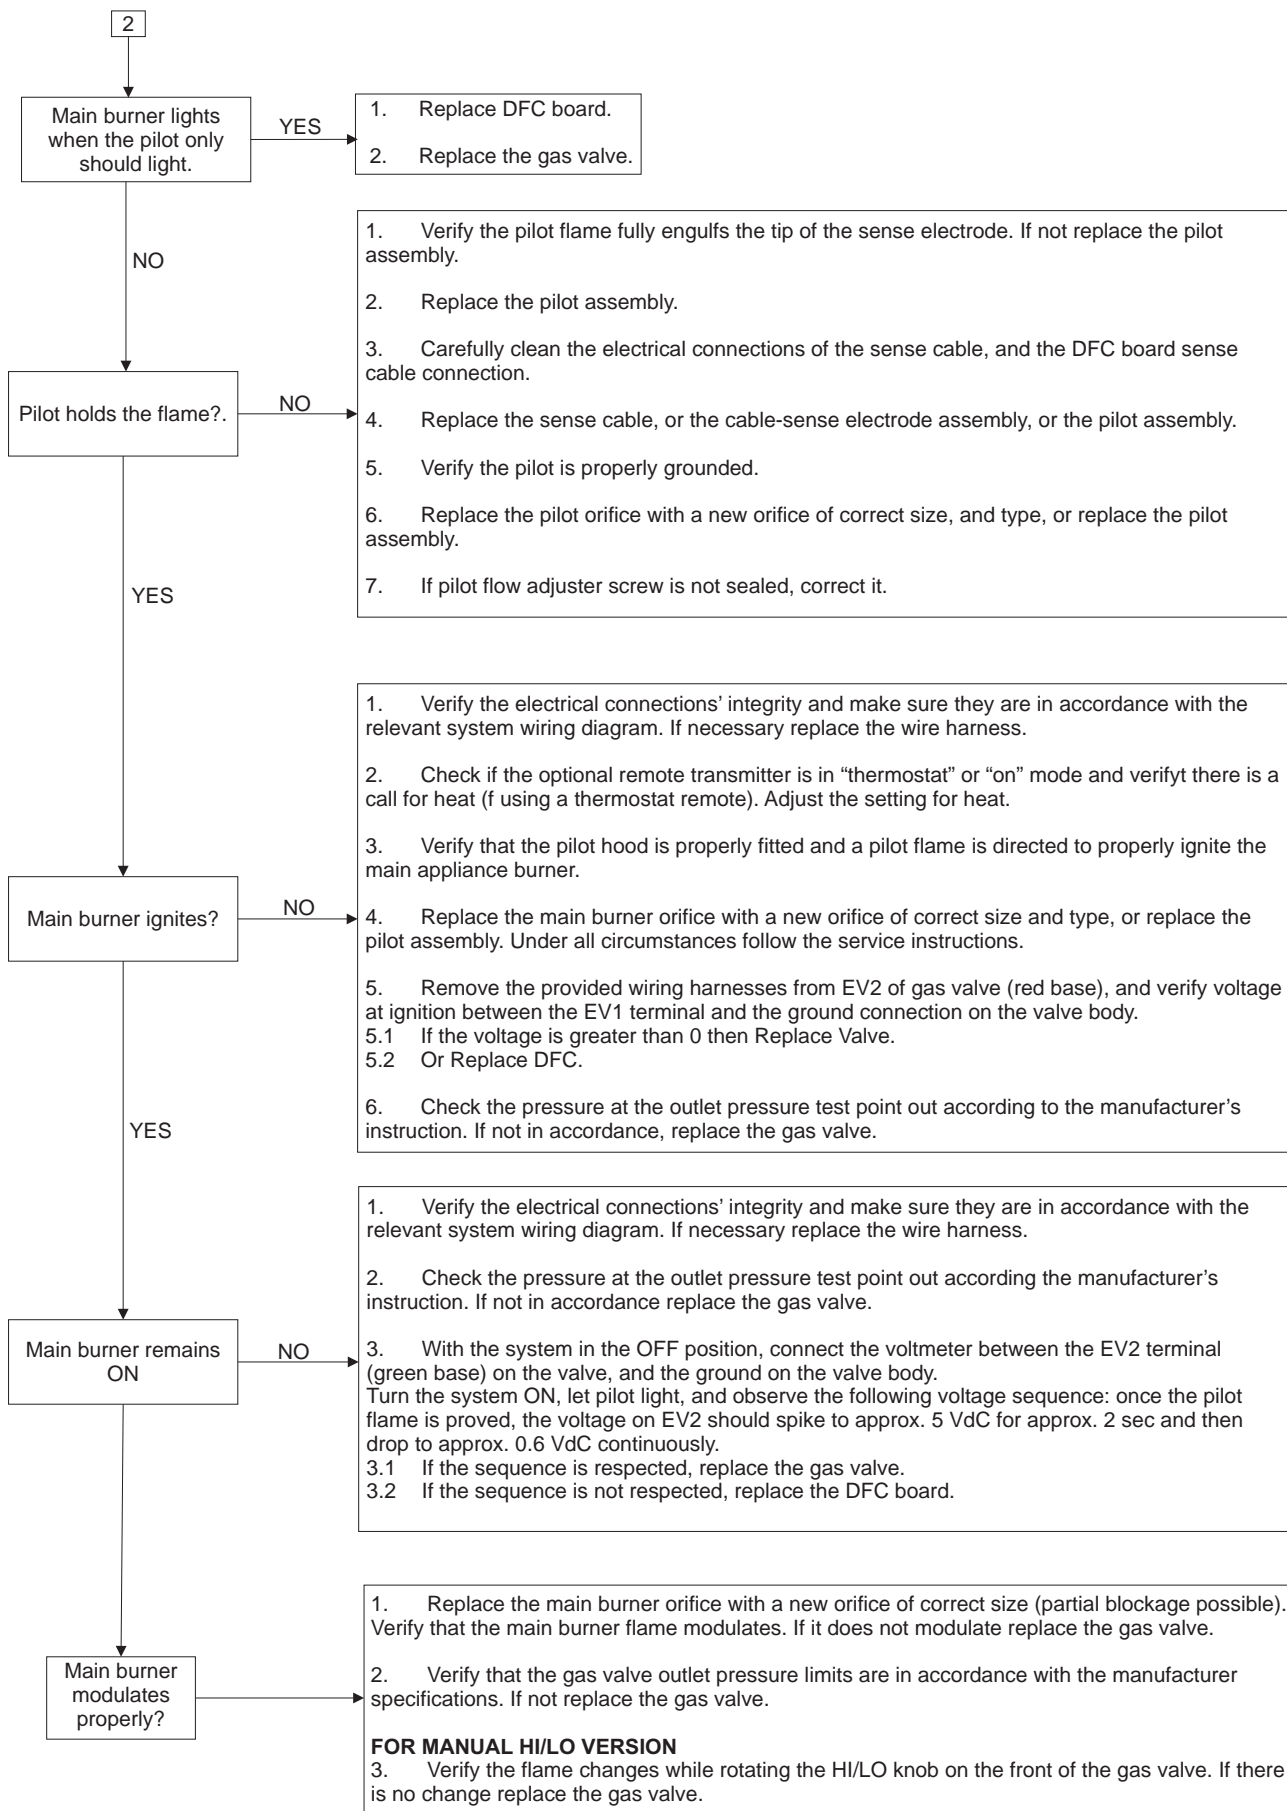 2
Main burner lights
when the pilot only
should light.
YES
1. Replace DFC board.
2. Replace the gas valve.
NO
1. Verify the pilot flame fully engulfs the tip of the sense electrode. If not replace the pilot
assembly.
2. Replace the pilot assembly.
3. Carefully clean the electrical connections of the sense cable, and the DFC board sense
cable connection.
4. Replace the sense cable, or the cable-sense electrode assembly, or the pilot assembly.
5. Verify the pilot is properly grounded.
6. Replace the pilot orifice with a new orifice of correct size, and type, or replace the pilot
assembly.
7. If pilot flow adjuster screw is not sealed, correct it.
Pilot holds the flame?.
NO
YES
1. Verify the electrical connections’ integrity and make sure they are in accordance with the
relevant system wiring diagram. If necessary replace the wire harness.
2. Check if the optional remote transmitter is in “thermostat” or “on” mode and verifyt there is a
call for heat (f using a thermostat remote). Adjust the setting for heat.
3. Verify that the pilot hood is properly fitted and a pilot flame is directed to properly ignite the
main appliance burner.
4. Replace the main burner orifice with a new orifice of correct size and type, or replace the
pilot assembly. Under all circumstances follow the service instructions.
5. Remove the provided wiring harnesses from EV2 of gas valve (red base), and verify voltage
at ignition between the EV1 terminal and the ground connection on the valve body.
5.1 If the voltage is greater than 0 then Replace Valve.
5.2 Or Replace DFC.
6. Check the pressure at the outlet pressure test point out according to the manufacturer’s
instruction. If not in accordance, replace the gas valve.
Main burner ignites?
NO
YES
1. Verify the electrical connections’ integrity and make sure they are in accordance with the
relevant system wiring diagram. If necessary replace the wire harness.
2. Check the pressure at the outlet pressure test point out according the manufacturer’s
instruction. If not in accordance replace the gas valve.
3. With the system in the OFF position, connect the voltmeter between the EV2 terminal
(green base) on the valve, and the ground on the valve body.
Turn the system ON, let pilot light, and observe the following voltage sequence: once the pilot
flame is proved, the voltage on EV2 should spike to approx. 5 VdC for approx. 2 sec and then
drop to approx. 0.6 VdC continuously.
3.1 If the sequence is respected, replace the gas valve.
3.2 If the sequence is not respected, replace the DFC board.
Main burner remains
ON
NO
1. Replace the main burner orifice with a new orifice of correct size (partial blockage possible).
Verify that the main burner flame modulates. If it does not modulate replace the gas valve.
2. Verify that the gas valve outlet pressure limits are in accordance with the manufacturer
specifications. If not replace the gas valve.
FOR MANUAL HI/LO VERSION
3. Verify the flame changes while rotating the HI/LO knob on the front of the gas valve. If there
is no change replace the gas valve.
Main burner
modulates
properly?